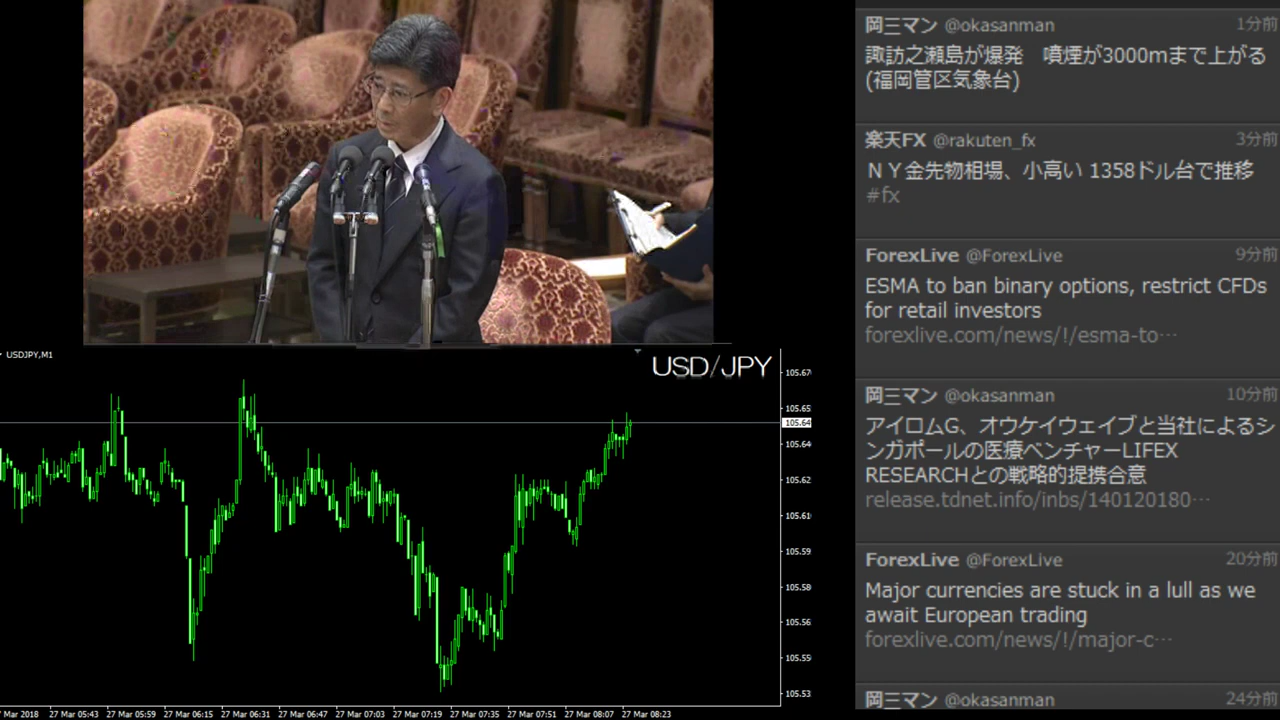 USDJPY,M1
USD/JPY
105.67
105.65
105.64
105.64
105.62
105.61
105.59
105.58
105.56
105.55
105.53
Mar 2018 27 Mar 05:43 27 Mar 05:59 27 Mar 06:15 27 Mar 06:31 27 Mar 06:47 27 Mar 07:03 27 Mar 07:19 27 Mar 07:35 27 Mar 07:51 27 Mar 08:07 27 Mar 08:23
岡三マン @okasanman 1分前
諏訪之瀬島が爆発 噴煙が3000mまで上がる
(福岡管区気象台)
楽天FX @rakuten_fx 3分前
ＮＹ金先物相場、小高い 1358ドル台で推移
#fx
ForexLive @ForexLive 9分前
ESMA to ban binary options, restrict CFDs
for retail investors
forexlive.com/news/!/esma-to…
岡三マン @okasanman 10分前
アイロムG、オウケイウェイブと当社によるシ
ンガポールの医療ベンチャーLIFEX
RESEARCHとの戦略的提携合意
release.tdnet.info/inbs/140120180…
ForexLive @ForexLive 20分前
Major currencies are stuck in a lull as we
await European trading
forexlive.com/news/!/major-c…
岡三マン @okasanman 24分前